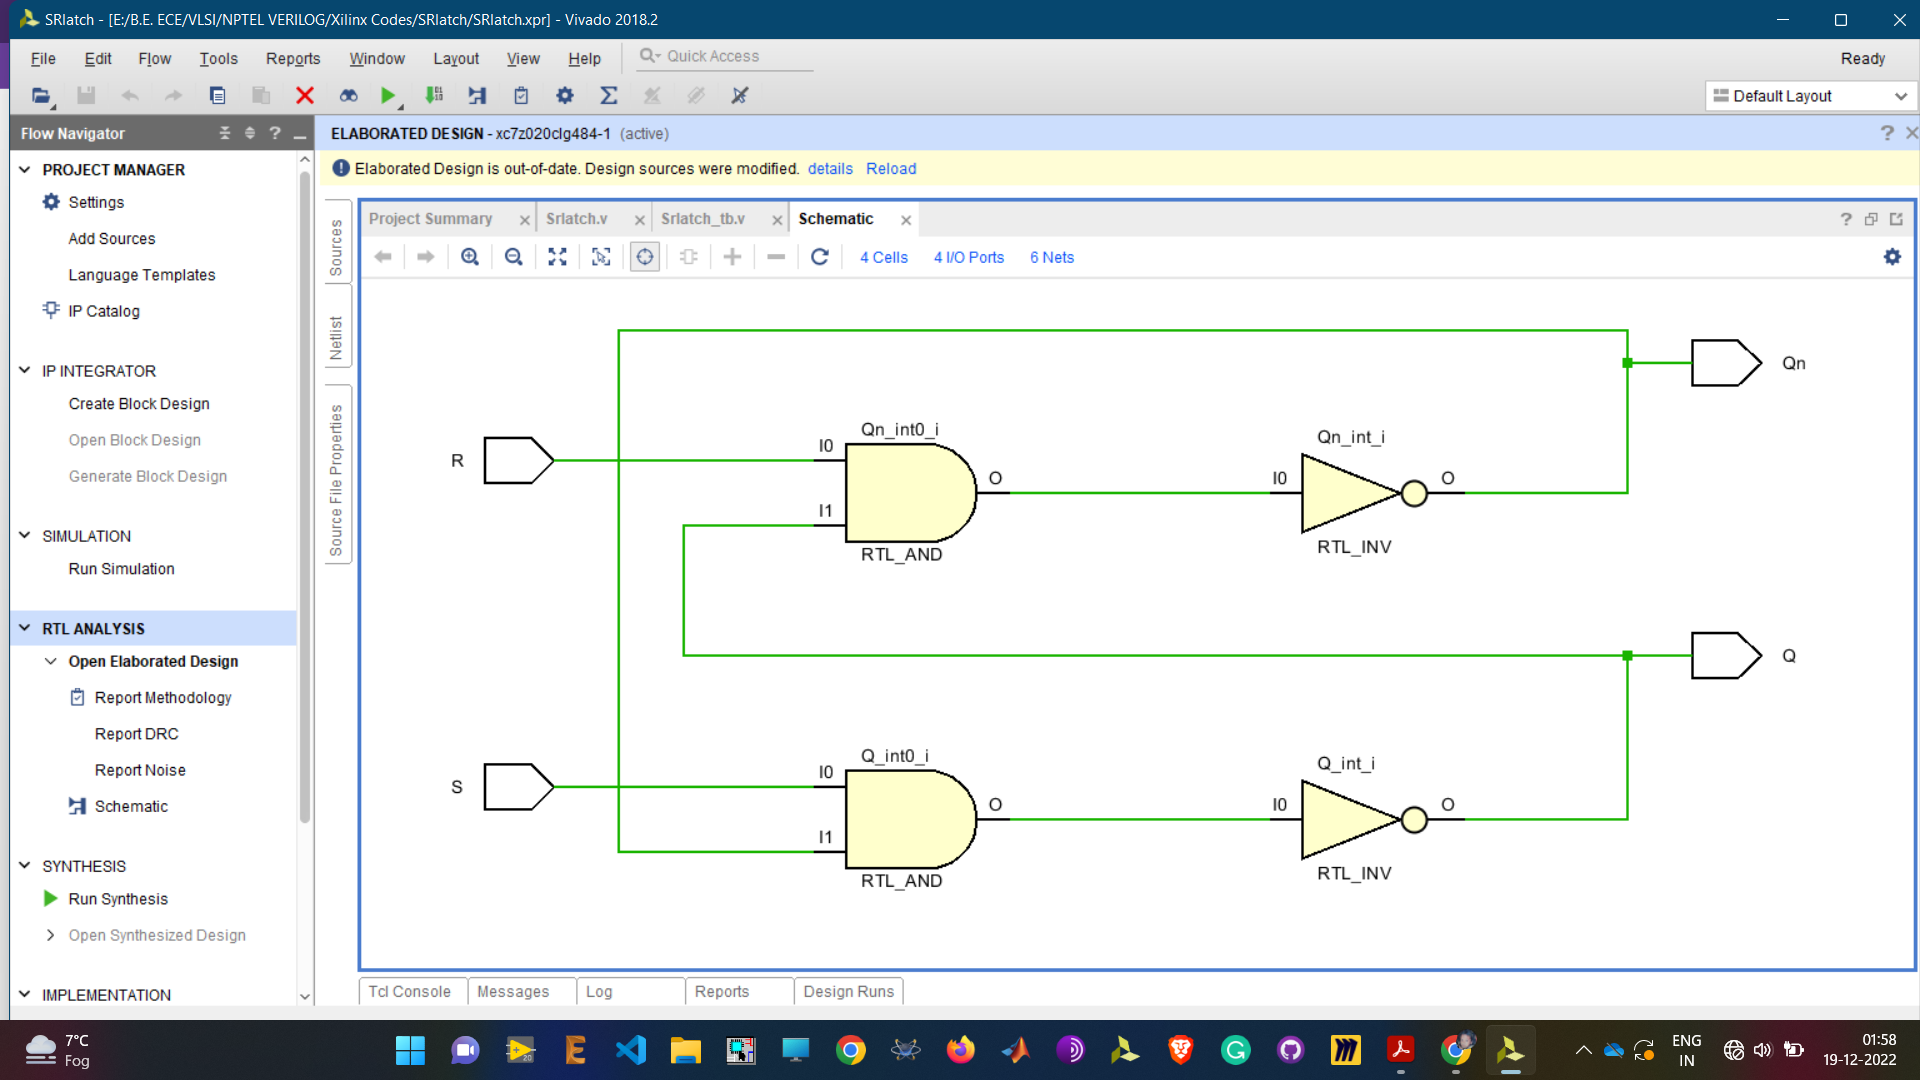 SRlatch - [E:/B.E. ECE/VLSI/NPTEL VERILOG/Xilinx Codes/SRlatch/SRlatch.xpr] - Vivado 2018.2
File Edit Flow Tools Reports Window Layout View Help Quick Access Ready
Default Layout
Flow Navigator
ELABORATED DESIGN - xc7z020clg484-1 (active)
Elaborated Design is out-of-date. Design sources were modified. details Reload
PROJECT MANAGER
Settings
Add Sources
Language Templates
IP Catalog
IP INTEGRATOR
Create Block Design
Open Block Design
Generate Block Design
SIMULATION
Run Simulation
RTL ANALYSIS
Open Elaborated Design
Report Methodology
Report DRC
Report Noise
Schematic
SYNTHESIS
Run Synthesis
Open Synthesized Design
IMPLEMENTATION
Sources
Netlist
Source File Properties
Project Summary Srlatch.v Srlatch_tb.v Schematic
4 Cells 4 I/O Ports 6 Nets
Qn
Qn_int0_i
Qn_int_i
R
I0
I1
O
I0
O
RTL_AND
RTL_INV
Q
Q_int0_i
Q_int_i
S
I0
I1
O
I0
O
RTL_AND
RTL_INV
Tcl Console Messages Log Reports Design Runs
7°C
Fog
ENG
IN
01:58
19-12-2022